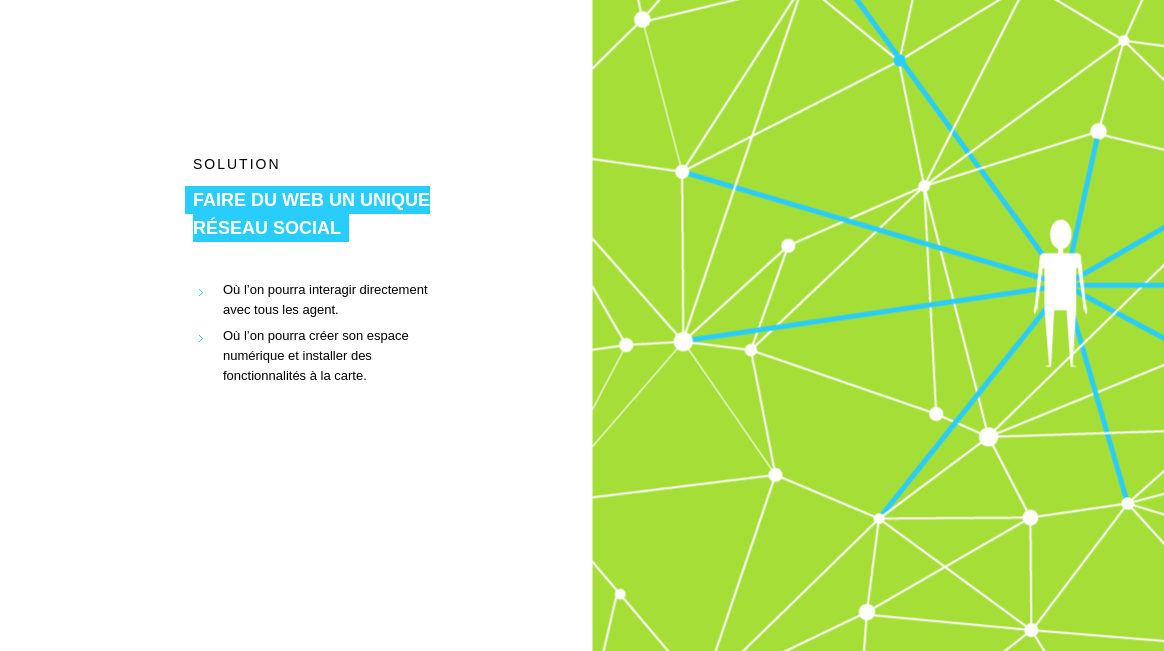 SOLUTION
FAIRE DU WEB UN UNIQUE
RÉSEAU SOCIAL
Où l’on pourra interagir directement
avec tous les agent.
Où l’on pourra créer son espace
numérique et installer des
fonctionnalités à la carte.